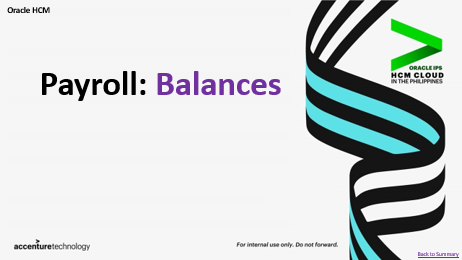 Oracle HCM
Payroll: Balances
ORACLE IPS
HCM CLOUD
IN THE PHILIPPINES
accenturetechnology
For internal use only. Do not forward.
Back to Summary